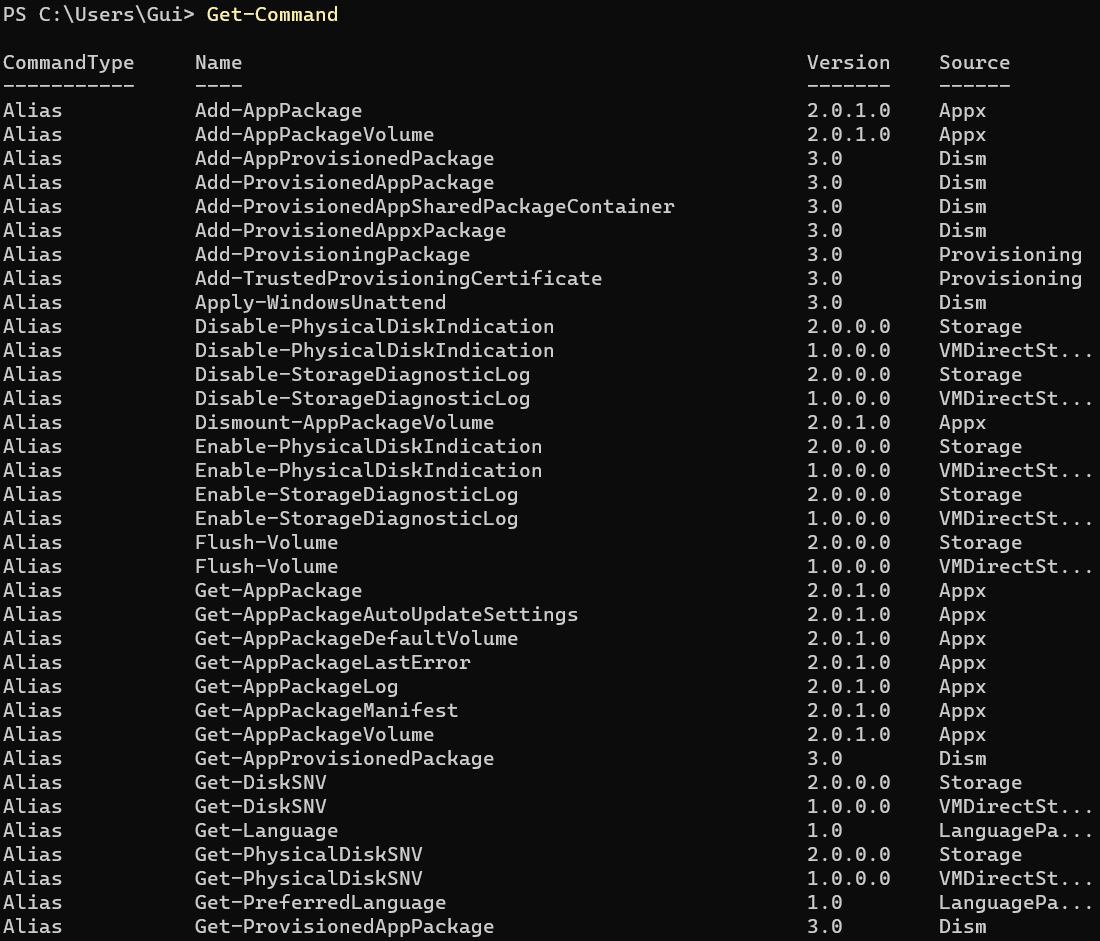 PS C:\Users\Gui> Get-Command
CommandType Name Version Source
----------- ---- ------- ------
Alias Add-AppPackage 2.0.1.0 Appx
Alias Add-AppPackageVolume 2.0.1.0 Appx
Alias Add-AppProvisionedPackage 3.0 Dism
Alias Add-ProvisionedAppPackage 3.0 Dism
Alias Add-ProvisionedAppSharedPackageContainer 3.0 Dism
Alias Add-ProvisionedAppxPackage 3.0 Dism
Alias Add-ProvisioningPackage 3.0 Provisioning
Alias Add-TrustedProvisioningCertificate 3.0 Provisioning
Alias Apply-WindowsUnattend 3.0 Dism
Alias Disable-PhysicalDiskIndication 2.0.0.0 Storage
Alias Disable-PhysicalDiskIndication 1.0.0.0 VMDirectSt...
Alias Disable-StorageDiagnosticLog 2.0.0.0 Storage
Alias Disable-StorageDiagnosticLog 1.0.0.0 VMDirectSt...
Alias Dismount-AppPackageVolume 2.0.1.0 Appx
Alias Enable-PhysicalDiskIndication 2.0.0.0 Storage
Alias Enable-PhysicalDiskIndication 1.0.0.0 VMDirectSt...
Alias Enable-StorageDiagnosticLog 2.0.0.0 Storage
Alias Enable-StorageDiagnosticLog 1.0.0.0 VMDirectSt...
Alias Flush-Volume 2.0.0.0 Storage
Alias Flush-Volume 1.0.0.0 VMDirectSt...
Alias Get-AppPackage 2.0.1.0 Appx
Alias Get-AppPackageAutoUpdateSettings 2.0.1.0 Appx
Alias Get-AppPackageDefaultVolume 2.0.1.0 Appx
Alias Get-AppPackageLastError 2.0.1.0 Appx
Alias Get-AppPackageLog 2.0.1.0 Appx
Alias Get-AppPackageManifest 2.0.1.0 Appx
Alias Get-AppPackageVolume 2.0.1.0 Appx
Alias Get-AppProvisionedPackage 3.0 Dism
Alias Get-DiskSNV 2.0.0.0 Storage
Alias Get-DiskSNV 1.0.0.0 VMDirectSt...
Alias Get-Language 1.0 LanguagePa...
Alias Get-PhysicalDiskSNV 2.0.0.0 Storage
Alias Get-PhysicalDiskSNV 1.0.0.0 VMDirectSt...
Alias Get-PreferredLanguage 1.0 LanguagePa...
Alias Get-ProvisionedAppPackage 3.0 Dism